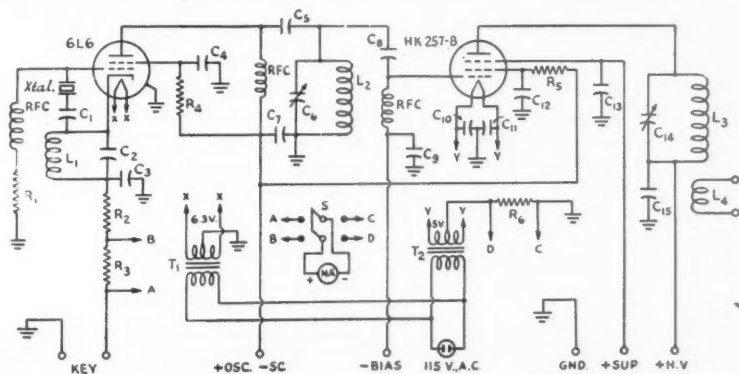 6L6
C5
C8
HK257-B
C4
Xtal.
RFC
C1
R4
RFC
C6
L2
C7
RFC
C9
C10
C11
C12
R5
C13
C14
L3
C15
L4
X X
Y Y
L1
C2
C3
R1
R2
B
R3
A
X X
6.3V.
T1
S
A C
B D
+ MA -
Y 5V. Y
T2
R6
D C
KEY
+OSC. -SC.
-BIAS
115 V., A.C.
GND.
+SUP.
+H.V.